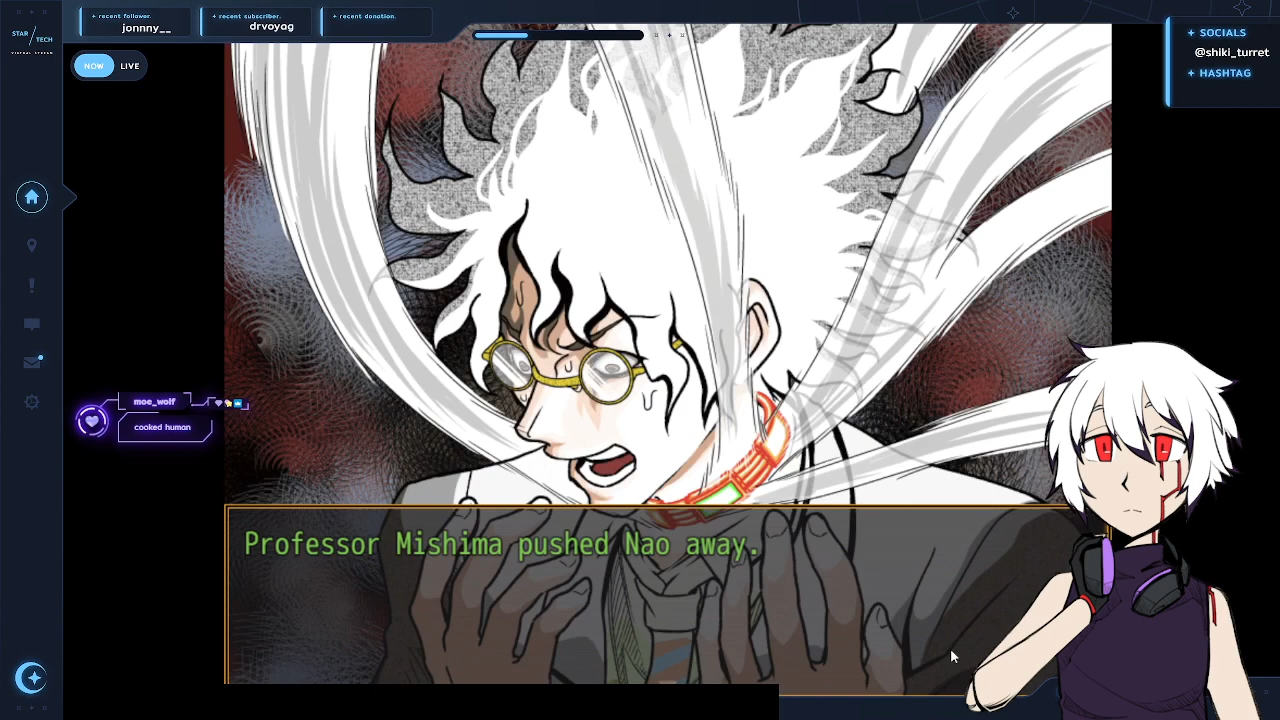 STAR
TECH
+ recent follower.
jonnny__
+ recent subscriber.
drvoyag
+ recent donation.
+ SOCIALS
@shiki_turret
+ HASHTAG
NOW
LIVE
moe_wolf
cooked human
Professor Mishima pushed Nao away.